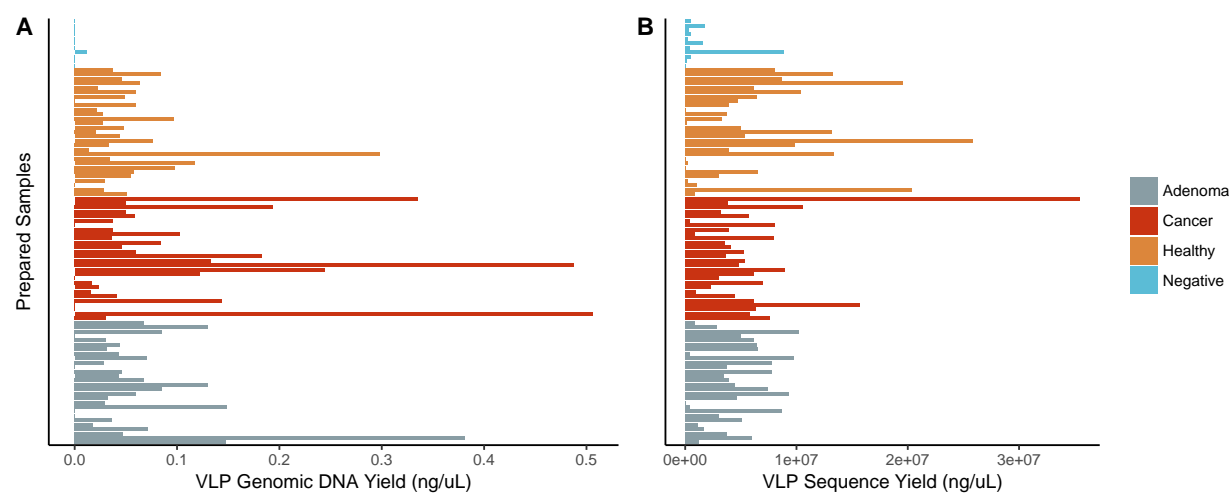 A
B
Prepared Samples
Adenoma
Cancer
Healthy
Negative
0.0 0.1 0.2 0.3 0.4 0.5
0e+00 1e+07 2e+07 3e+07
VLP Genomic DNA Yield (ng/uL)
VLP Sequence Yield (ng/uL)